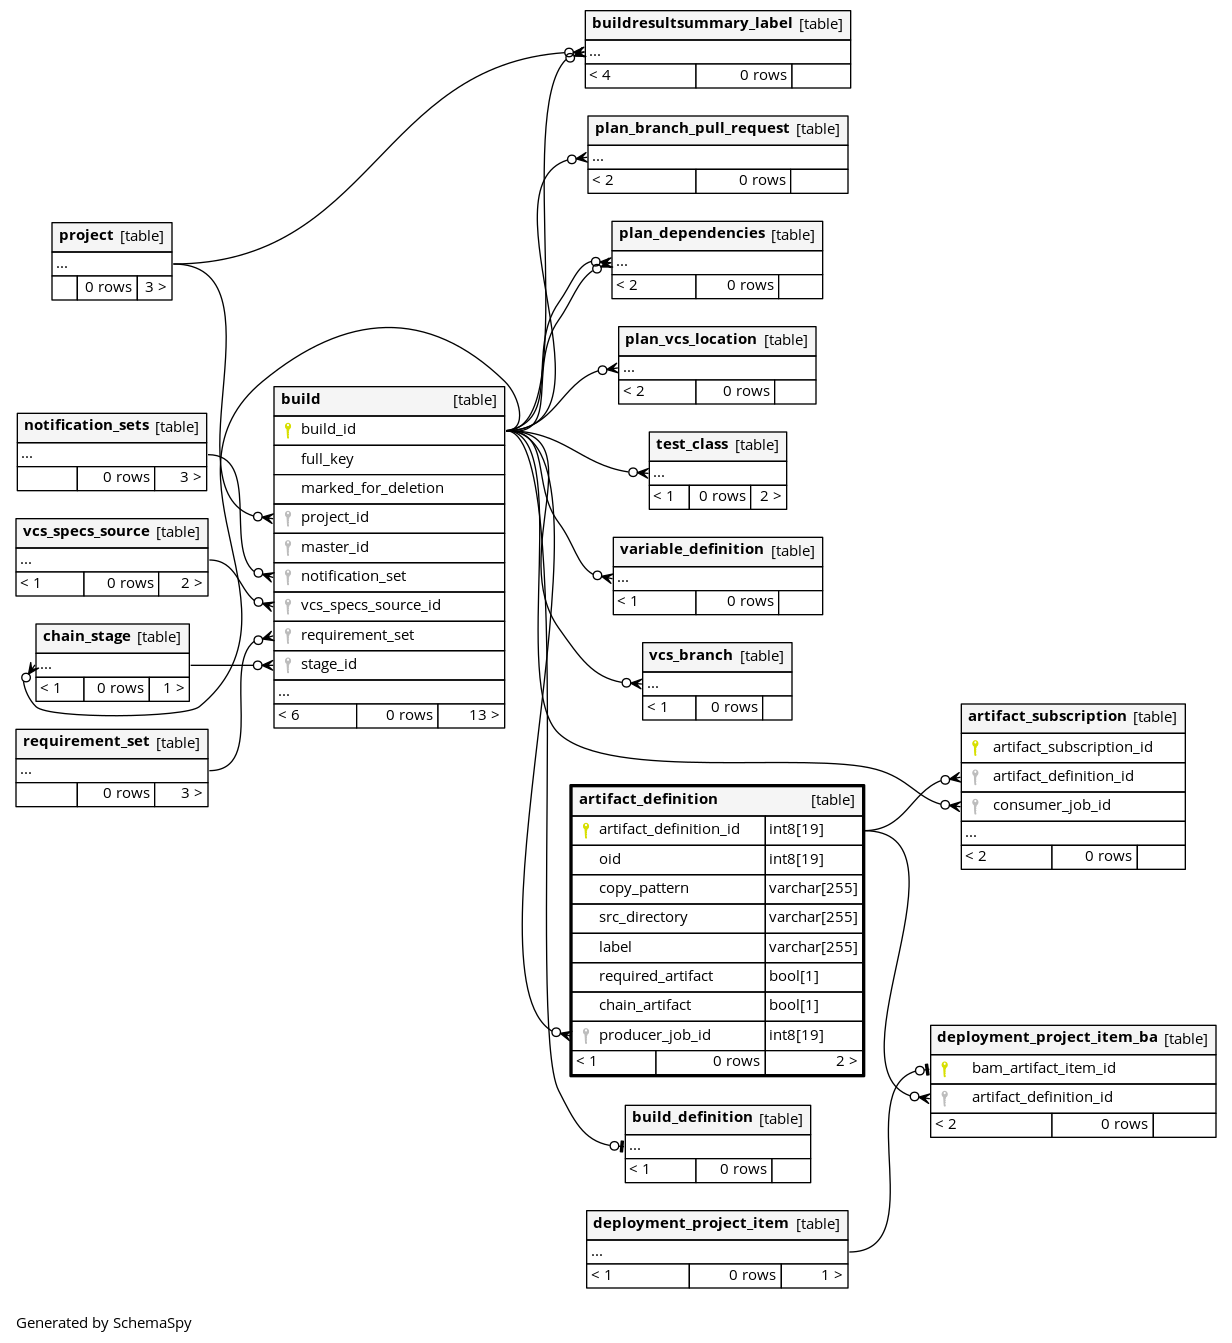 buildresultsummary_label [table]
...
< 4 0 rows
plan_branch_pull_request [table]
...
< 2 0 rows
project [table]
...
0 rows 3 >
plan_dependencies [table]
...
< 2 0 rows
plan_vcs_location [table]
...
< 2 0 rows
build [table]
build_id
full_key
marked_for_deletion
project_id
master_id
notification_set
vcs_specs_source_id
requirement_set
stage_id
...
< 6 0 rows 13 >
notification_sets [table]
...
0 rows 3 >
test_class [table]
...
< 1 0 rows 2 >
vcs_specs_source [table]
...
< 1 0 rows 2 >
variable_definition [table]
...
< 1 0 rows
chain_stage [table]
...
< 1 0 rows 1 >
vcs_branch [table]
...
< 1 0 rows
requirement_set [table]
...
0 rows 3 >
artifact_subscription [table]
artifact_subscription_id
artifact_definition_id
consumer_job_id
...
< 2 0 rows
artifact_definition [table]
artifact_definition_id int8[19]
oid int8[19]
copy_pattern varchar[255]
src_directory varchar[255]
label varchar[255]
required_artifact bool[1]
chain_artifact bool[1]
producer_job_id int8[19]
< 1 0 rows 2 >
deployment_project_item_ba [table]
bam_artifact_item_id
artifact_definition_id
< 2 0 rows
build_definition [table]
...
< 1 0 rows
deployment_project_item [table]
...
< 1 0 rows 1 >
Generated by SchemaSpy